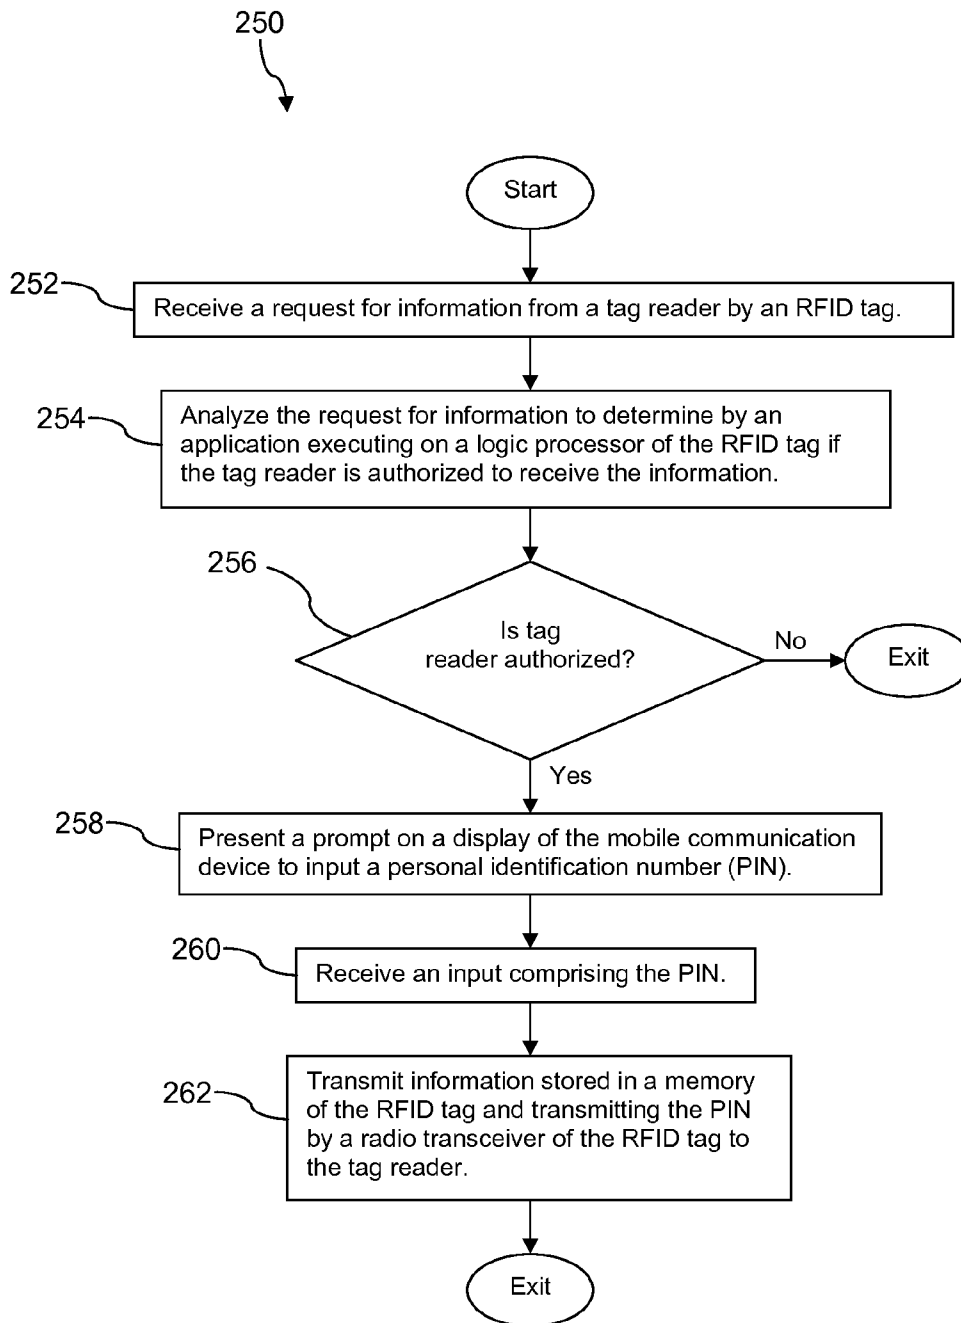 250
Start
252
Receive a request for information from a tag reader by an RFID tag.
254
Analyze the request for information to determine by an
application executing on a logic processor of the RFID tag if
the tag reader is authorized to receive the information.
256
Is tag
reader authorized?
No
Exit
Yes
258
Present a prompt on a display of the mobile communication
device to input a personal identification number (PIN).
260
Receive an input comprising the PIN.
262
Transmit information stored in a memory
of the RFID tag and transmitting the PIN
by a radio transceiver of the RFID tag to
the tag reader.
Exit